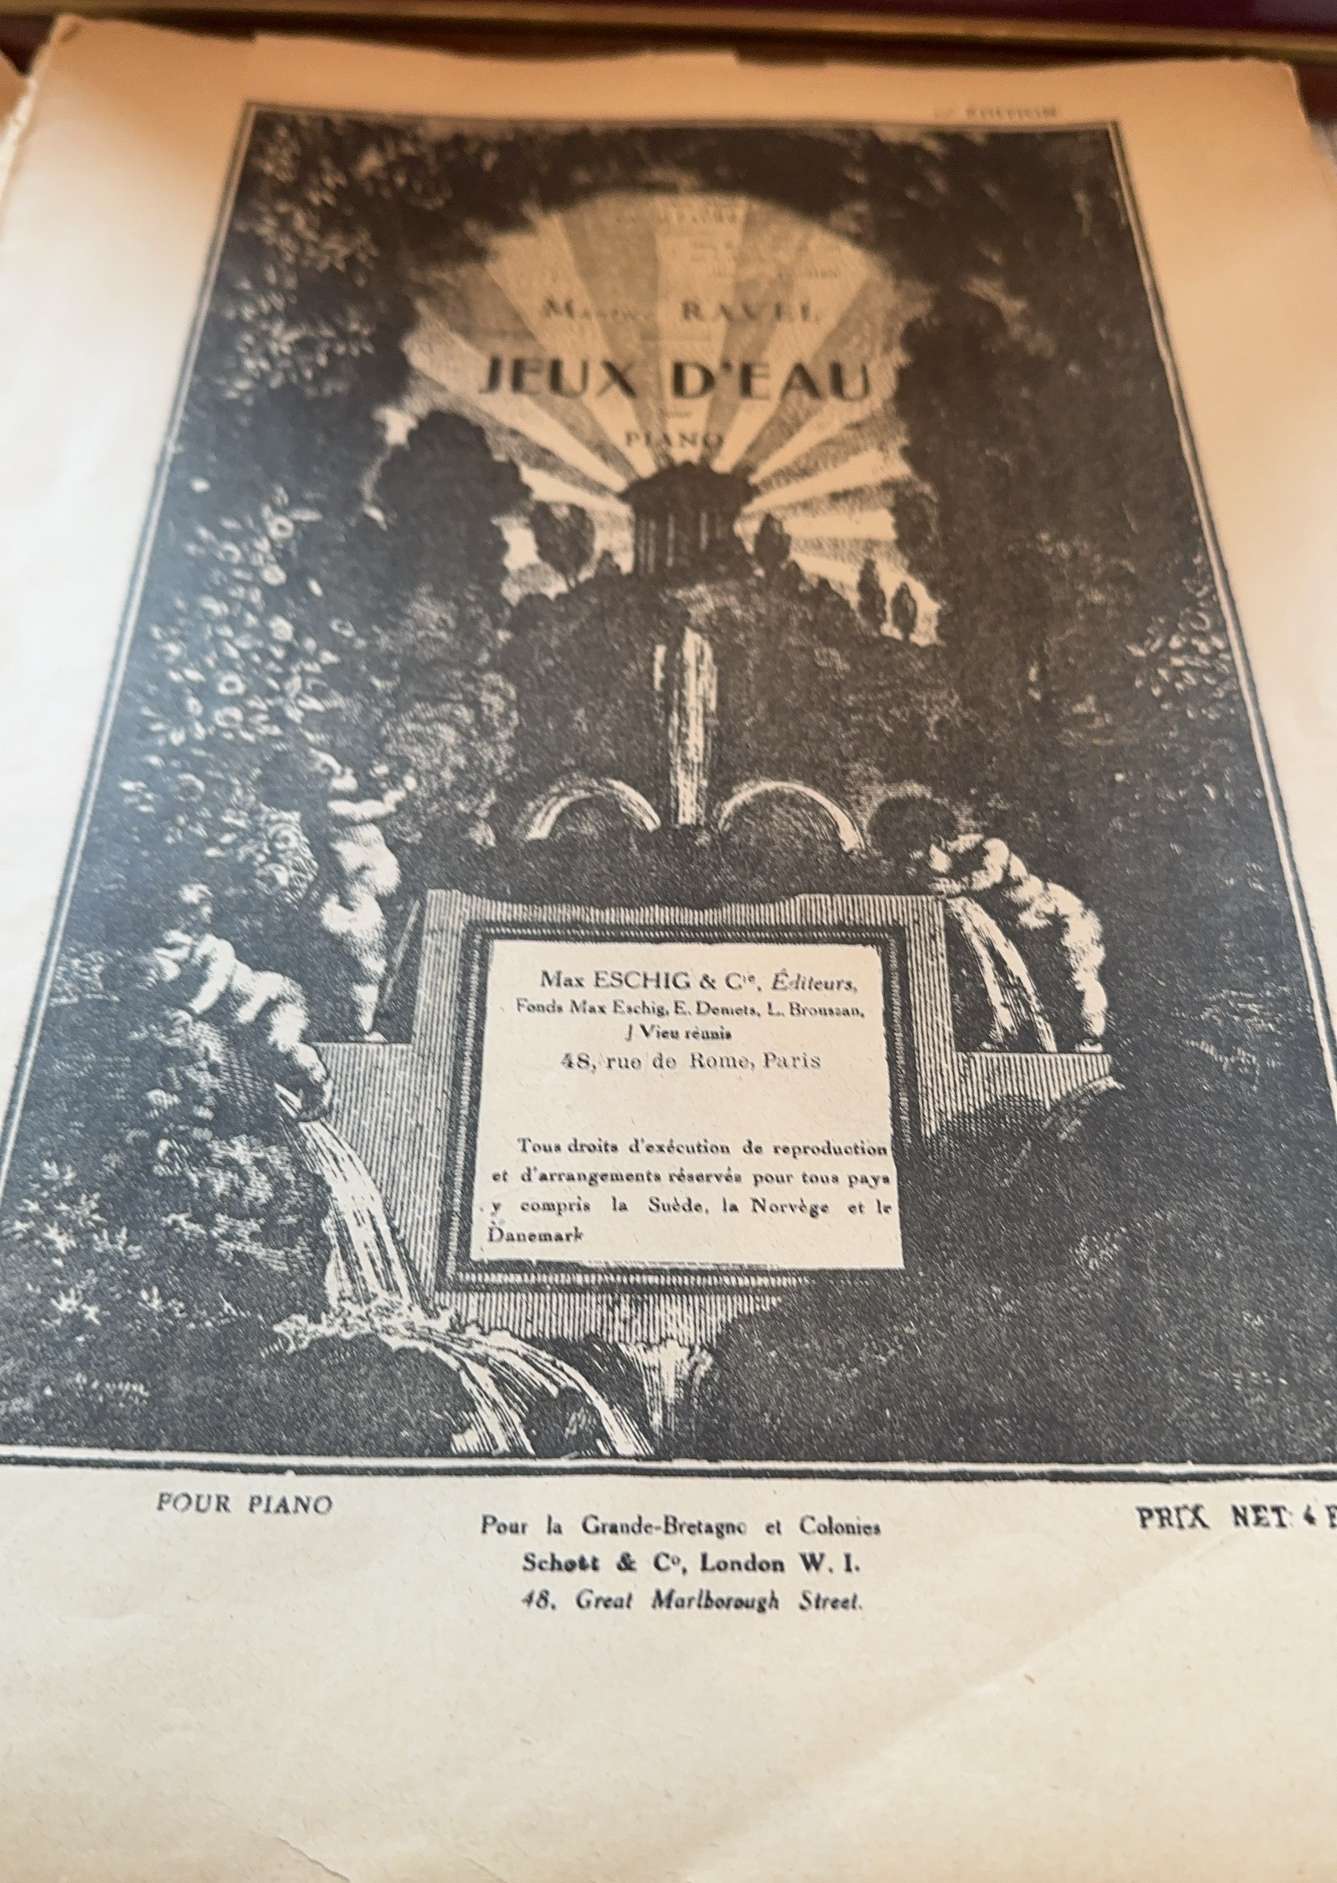 ÉDITION
Maurice RAVEL
JEUX D'EAU
PIANO
Max ESCHIG & Cie, Éditeurs,
Fonds Max Eschig, E. Demets, L. Broussan,
J Vieu réunis
48, rue de Rome, Paris
Tous droits d'exécution de reproduction
et d'arrangements réservés pour tous pays
y compris la Suède, la Norvège et le
Danemark
POUR PIANO
PRIX NET: 4 F
Pour la Grande-Bretagne et Colonies
Schott & Co, London W. I.
48, Great Marlborough Street.